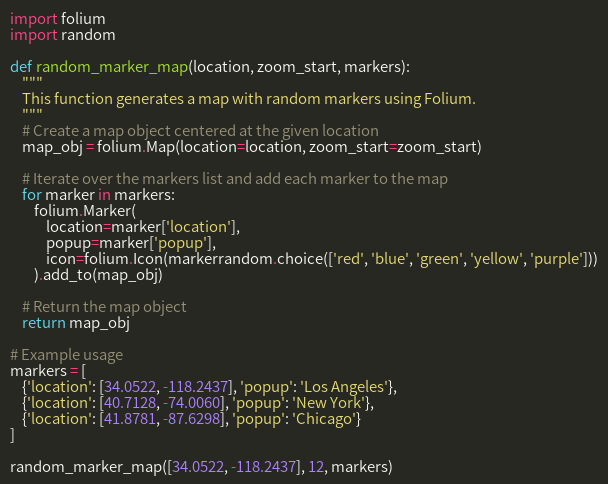 import folium
import random

def random_marker_map(location, zoom_start, markers):
    """
    This function generates a map with random markers using Folium.
    """
    # Create a map object centered at the given location
    map_obj = folium.Map(location=location, zoom_start=zoom_start)

    # Iterate over the markers list and add each marker to the map
    for marker in markers:
        folium.Marker(
            location=marker['location'],
            popup=marker['popup'],
            icon=folium.Icon(markerrandom.choice(['red', 'blue', 'green', 'yellow', 'purple']))
        ).add_to(map_obj)

    # Return the map object
    return map_obj

# Example usage
markers = [
    {'location': [34.0522, -118.2437], 'popup': 'Los Angeles'},
    {'location': [40.7128, -74.0060], 'popup': 'New York'},
    {'location': [41.8781, -87.6298], 'popup': 'Chicago'}
]

random_marker_map([34.0522, -118.2437], 12, markers)